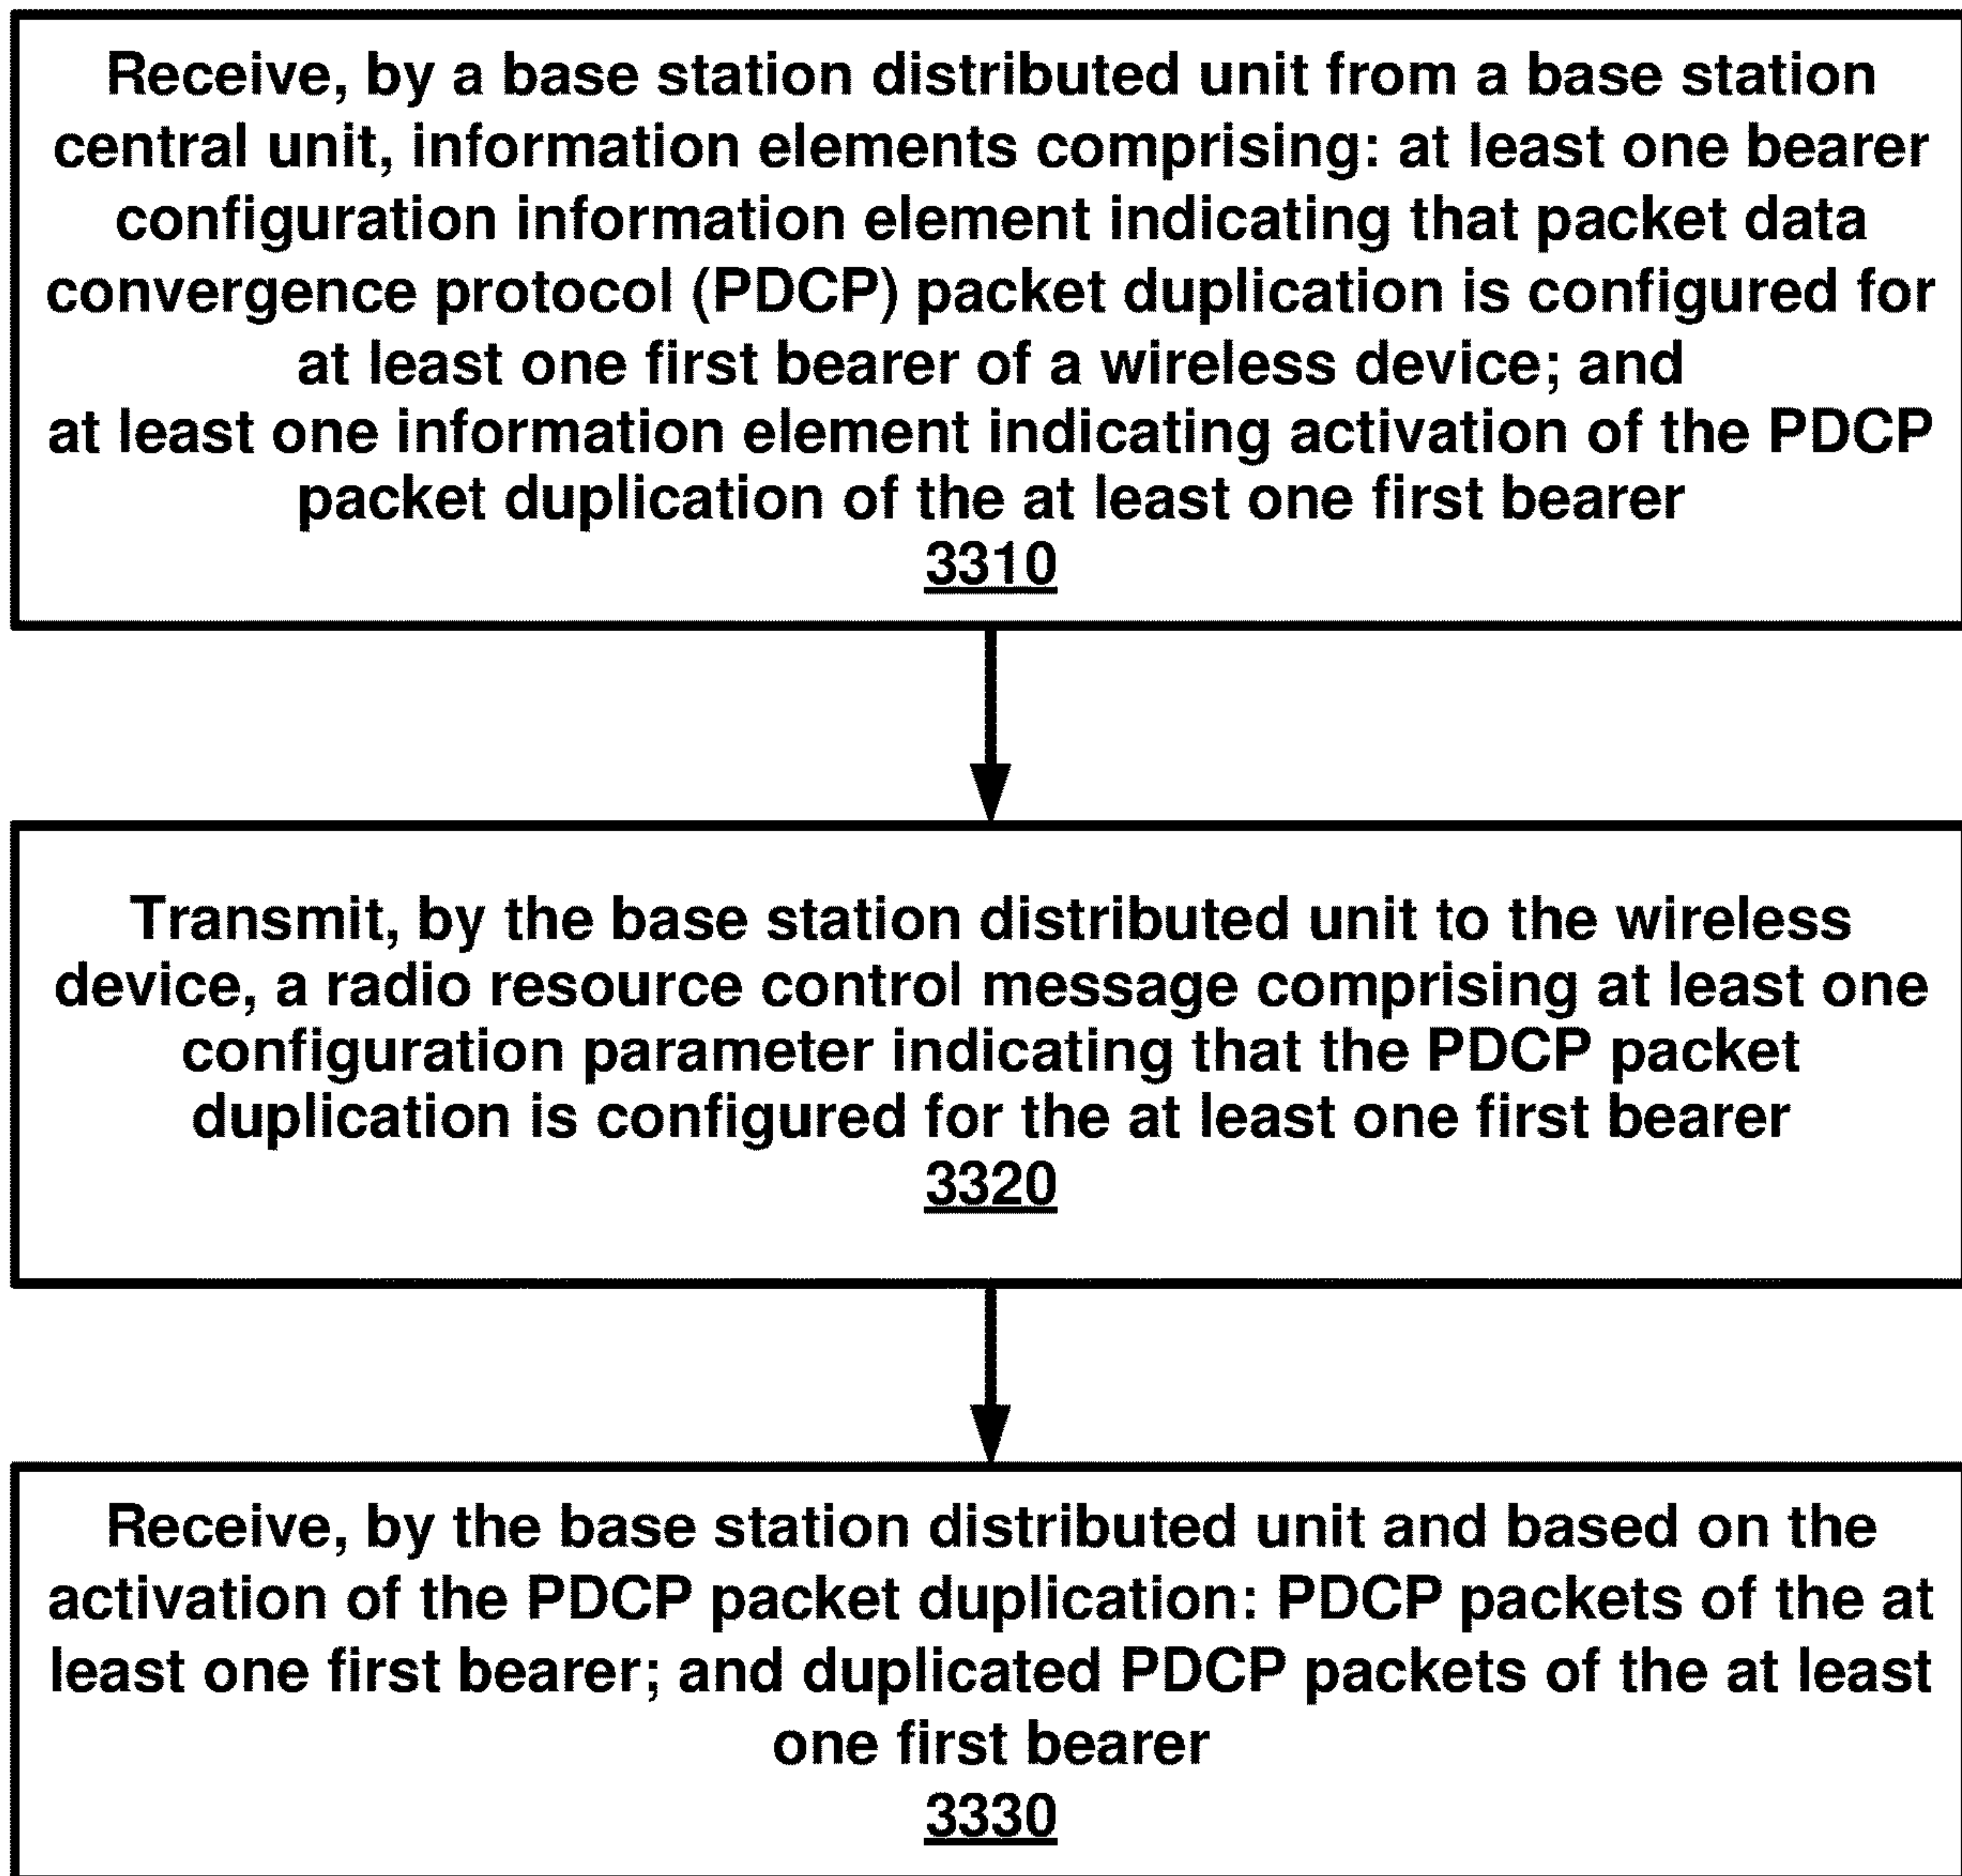 Receive, by a base station distributed unit from a base station
central unit, information elements comprising: at least one bearer
configuration information element indicating that packet data
convergence protocol (PDCP) packet duplication is configured for
at least one first bearer of a wireless device; and
at least one information element indicating activation of the PDCP
packet duplication of the at least one first bearer
3310
Transmit, by the base station distributed unit to the wireless
device, a radio resource control message comprising at least one
configuration parameter indicating that the PDCP packet
duplication is configured for the at least one first bearer
3320
Receive, by the base station distributed unit and based on the
activation of the PDCP packet duplication: PDCP packets of the at
least one first bearer; and duplicated PDCP packets of the at least
one first bearer
3330